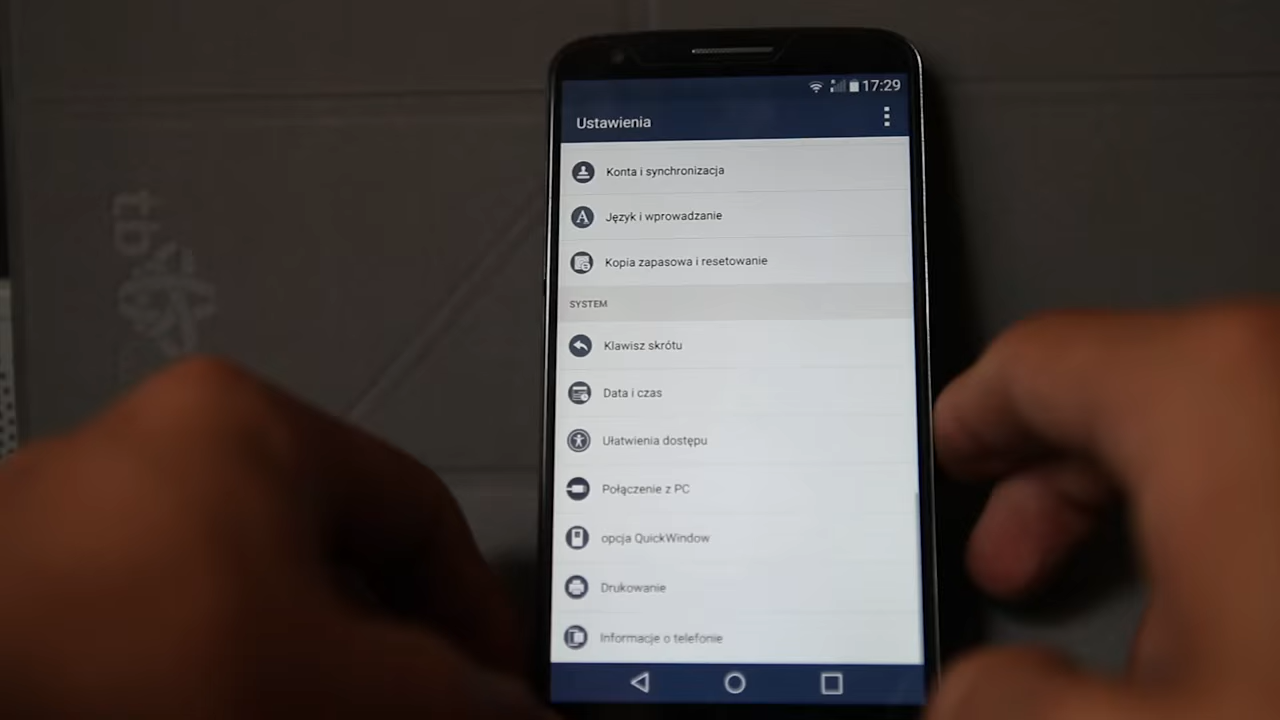 17:29
Ustawienia
Konta i synchronizacja
Język i wprowadzanie
Kopia zapasowa i resetowanie
SYSTEM
Klawisz skrótu
Data i czas
Ułatwienia dostępu
Połączenie z PC
opcja QuickWindow
Drukowanie
Informacje o telefonie